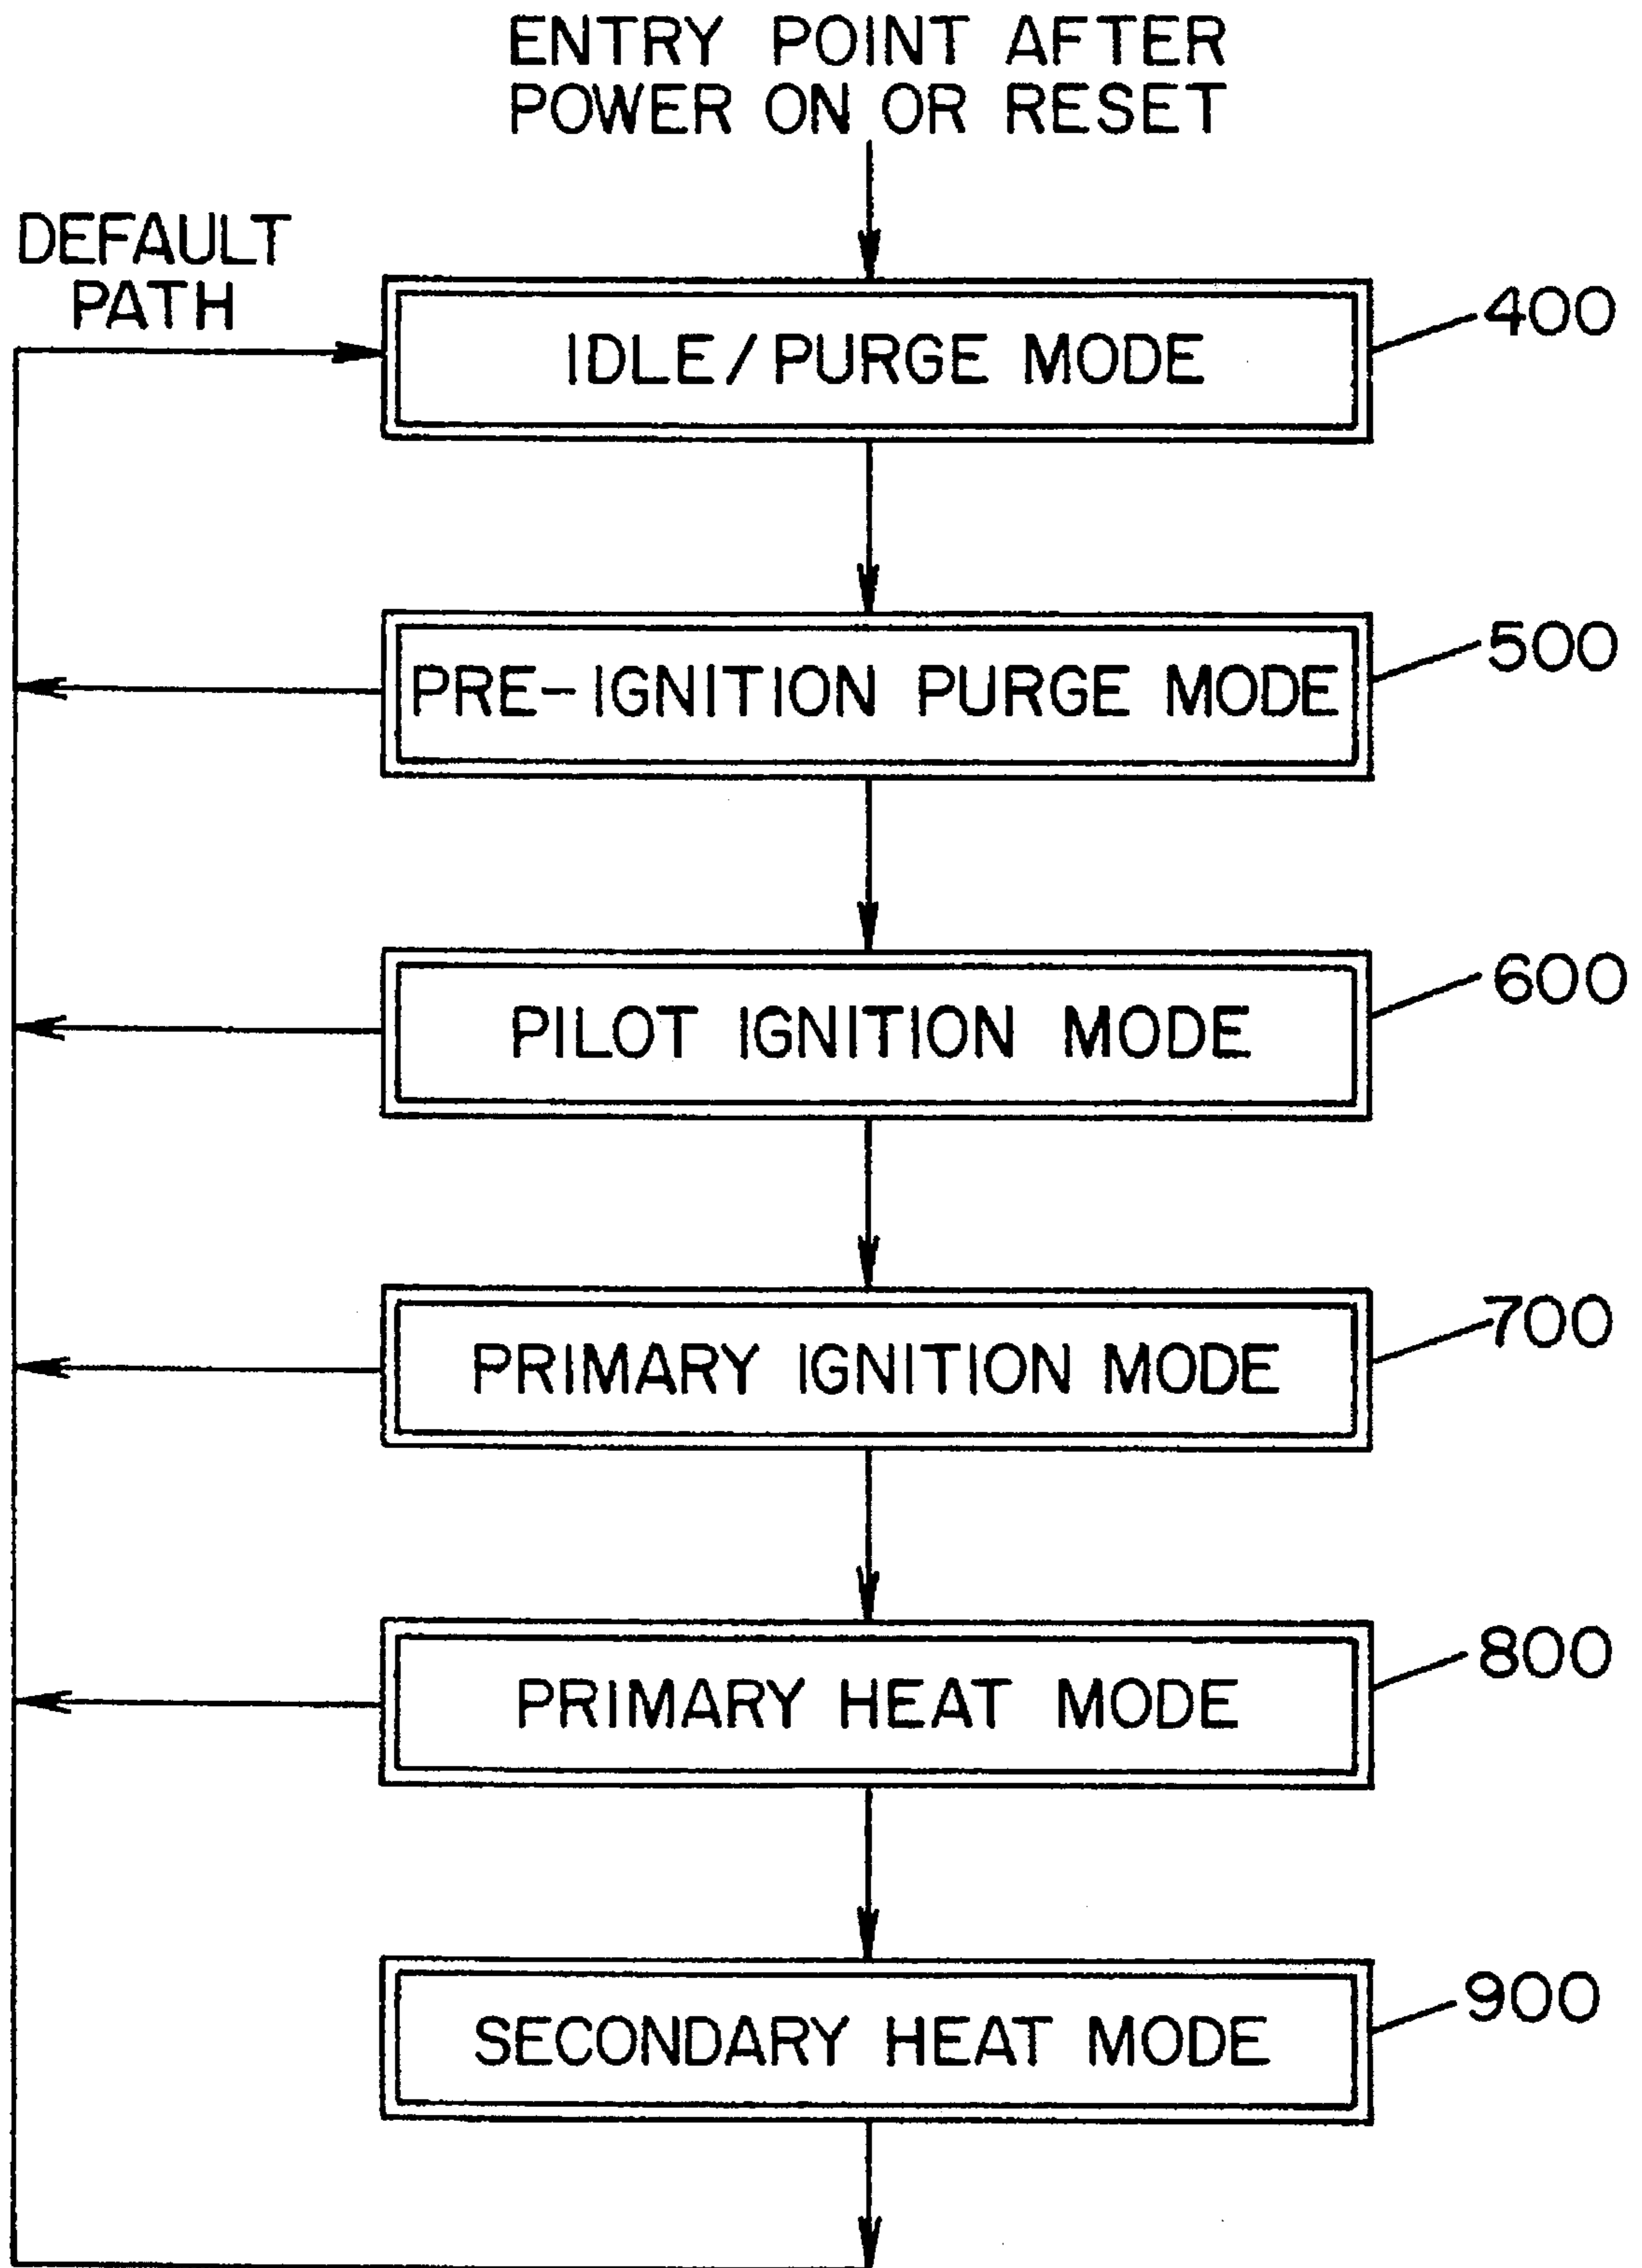 ENTRY POINT AFTER
POWER ON OR RESET
DEFAULT
PATH
IDLE/PURGE MODE
400
PRE-IGNITION PURGE MODE
500
PILOT IGNITION MODE
600
PRIMARY IGNITION MODE
700
PRIMARY HEAT MODE
800
SECONDARY HEAT MODE
900